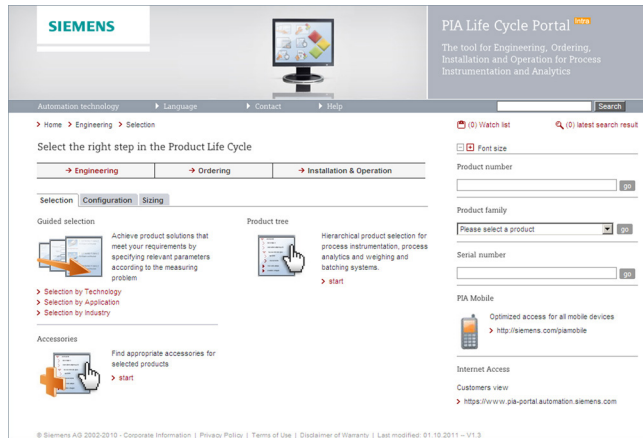 SIEMENS
PIA Life Cycle Portal Intra
The tool for Engineering, Ordering,
Installation and Operation for Process
Instrumentation and Analytics
Automation technology Language Contact Help Search
Home Engineering Selection
(0) Watch list (0) latest search result
Select the right step in the Product Life Cycle
Font size
Engineering Ordering Installation & Operation
Product number
go
Selection Configuration Sizing
Product family
Please select a product go
Guided selection
Achieve product solutions that
meet your requirements by
specifying relevant parameters
according to the measuring
problem
Selection by Technology
Selection by Application
Selection by Industry
Product tree
Hierarchical product selection for
process instrumentation, process
analytics and weighing and
batching systems.
start
Serial number
go
PIA Mobile
Optimized access for all mobile devices
http://siemens.com/piamobile
Accessories
Find appropriate accessories for
selected products
start
Internet Access
Customers view
https://www.pia-portal.automation.siemens.com
© Siemens AG 2002-2010 - Corporate Information | Privacy Policy | Terms of Use | Disclaimer of Warranty | Last modified: 01.10.2011 – V1.3